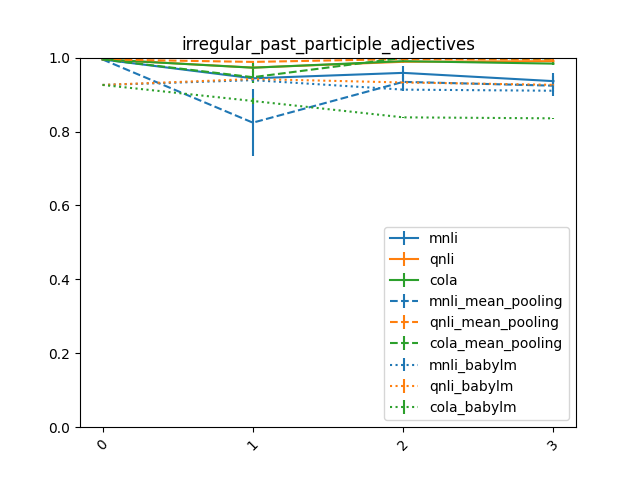 irregular_past_participle_adjectives
1.0
0.8
0.6
0.4
0.2
0.0
0
1
2
3
mnli
qnli
cola
mnli_mean_pooling
qnli_mean_pooling
cola_mean_pooling
mnli_babylm
qnli_babylm
cola_babylm